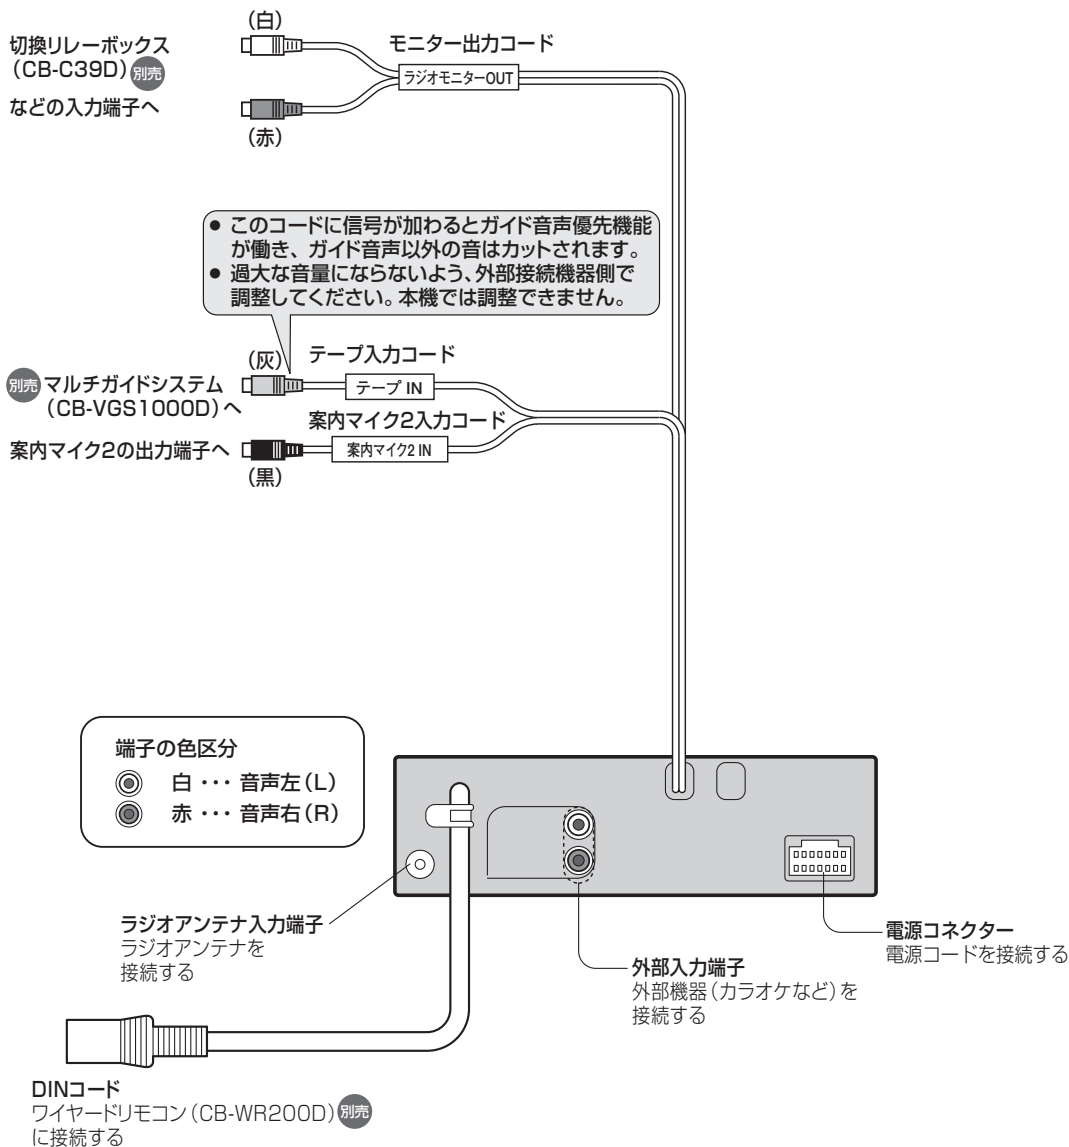 (白)
切換リレーボックス
(CB-C39D) 別売
などの入力端子へ
モニター出力コード
ラジオモニターOUT
(赤)
● このコードに信号が加わるとガイド音声優先機能
が働き、ガイド音声以外の音はカットされます。
● 過大な音量にならないよう、外部接続機器側で
調整してください。本機では調整できません。
(灰)
テープ入力コード
別売 マルチガイドシステム
(CB-VGS1000D)へ
テープ IN
案内マイク2入力コード
案内マイク2の出力端子へ
案内マイク2 IN
(黒)
端子の色区分
白 ・・・ 音声左(L)
赤 ・・・ 音声右(R)
ラジオアンテナ入力端子
ラジオアンテナを
接続する
外部入力端子
外部機器(カラオケなど)を
接続する
電源コネクター
電源コードを接続する
DINコード
ワイヤードリモコン(CB-WR200D) 別売
に接続する